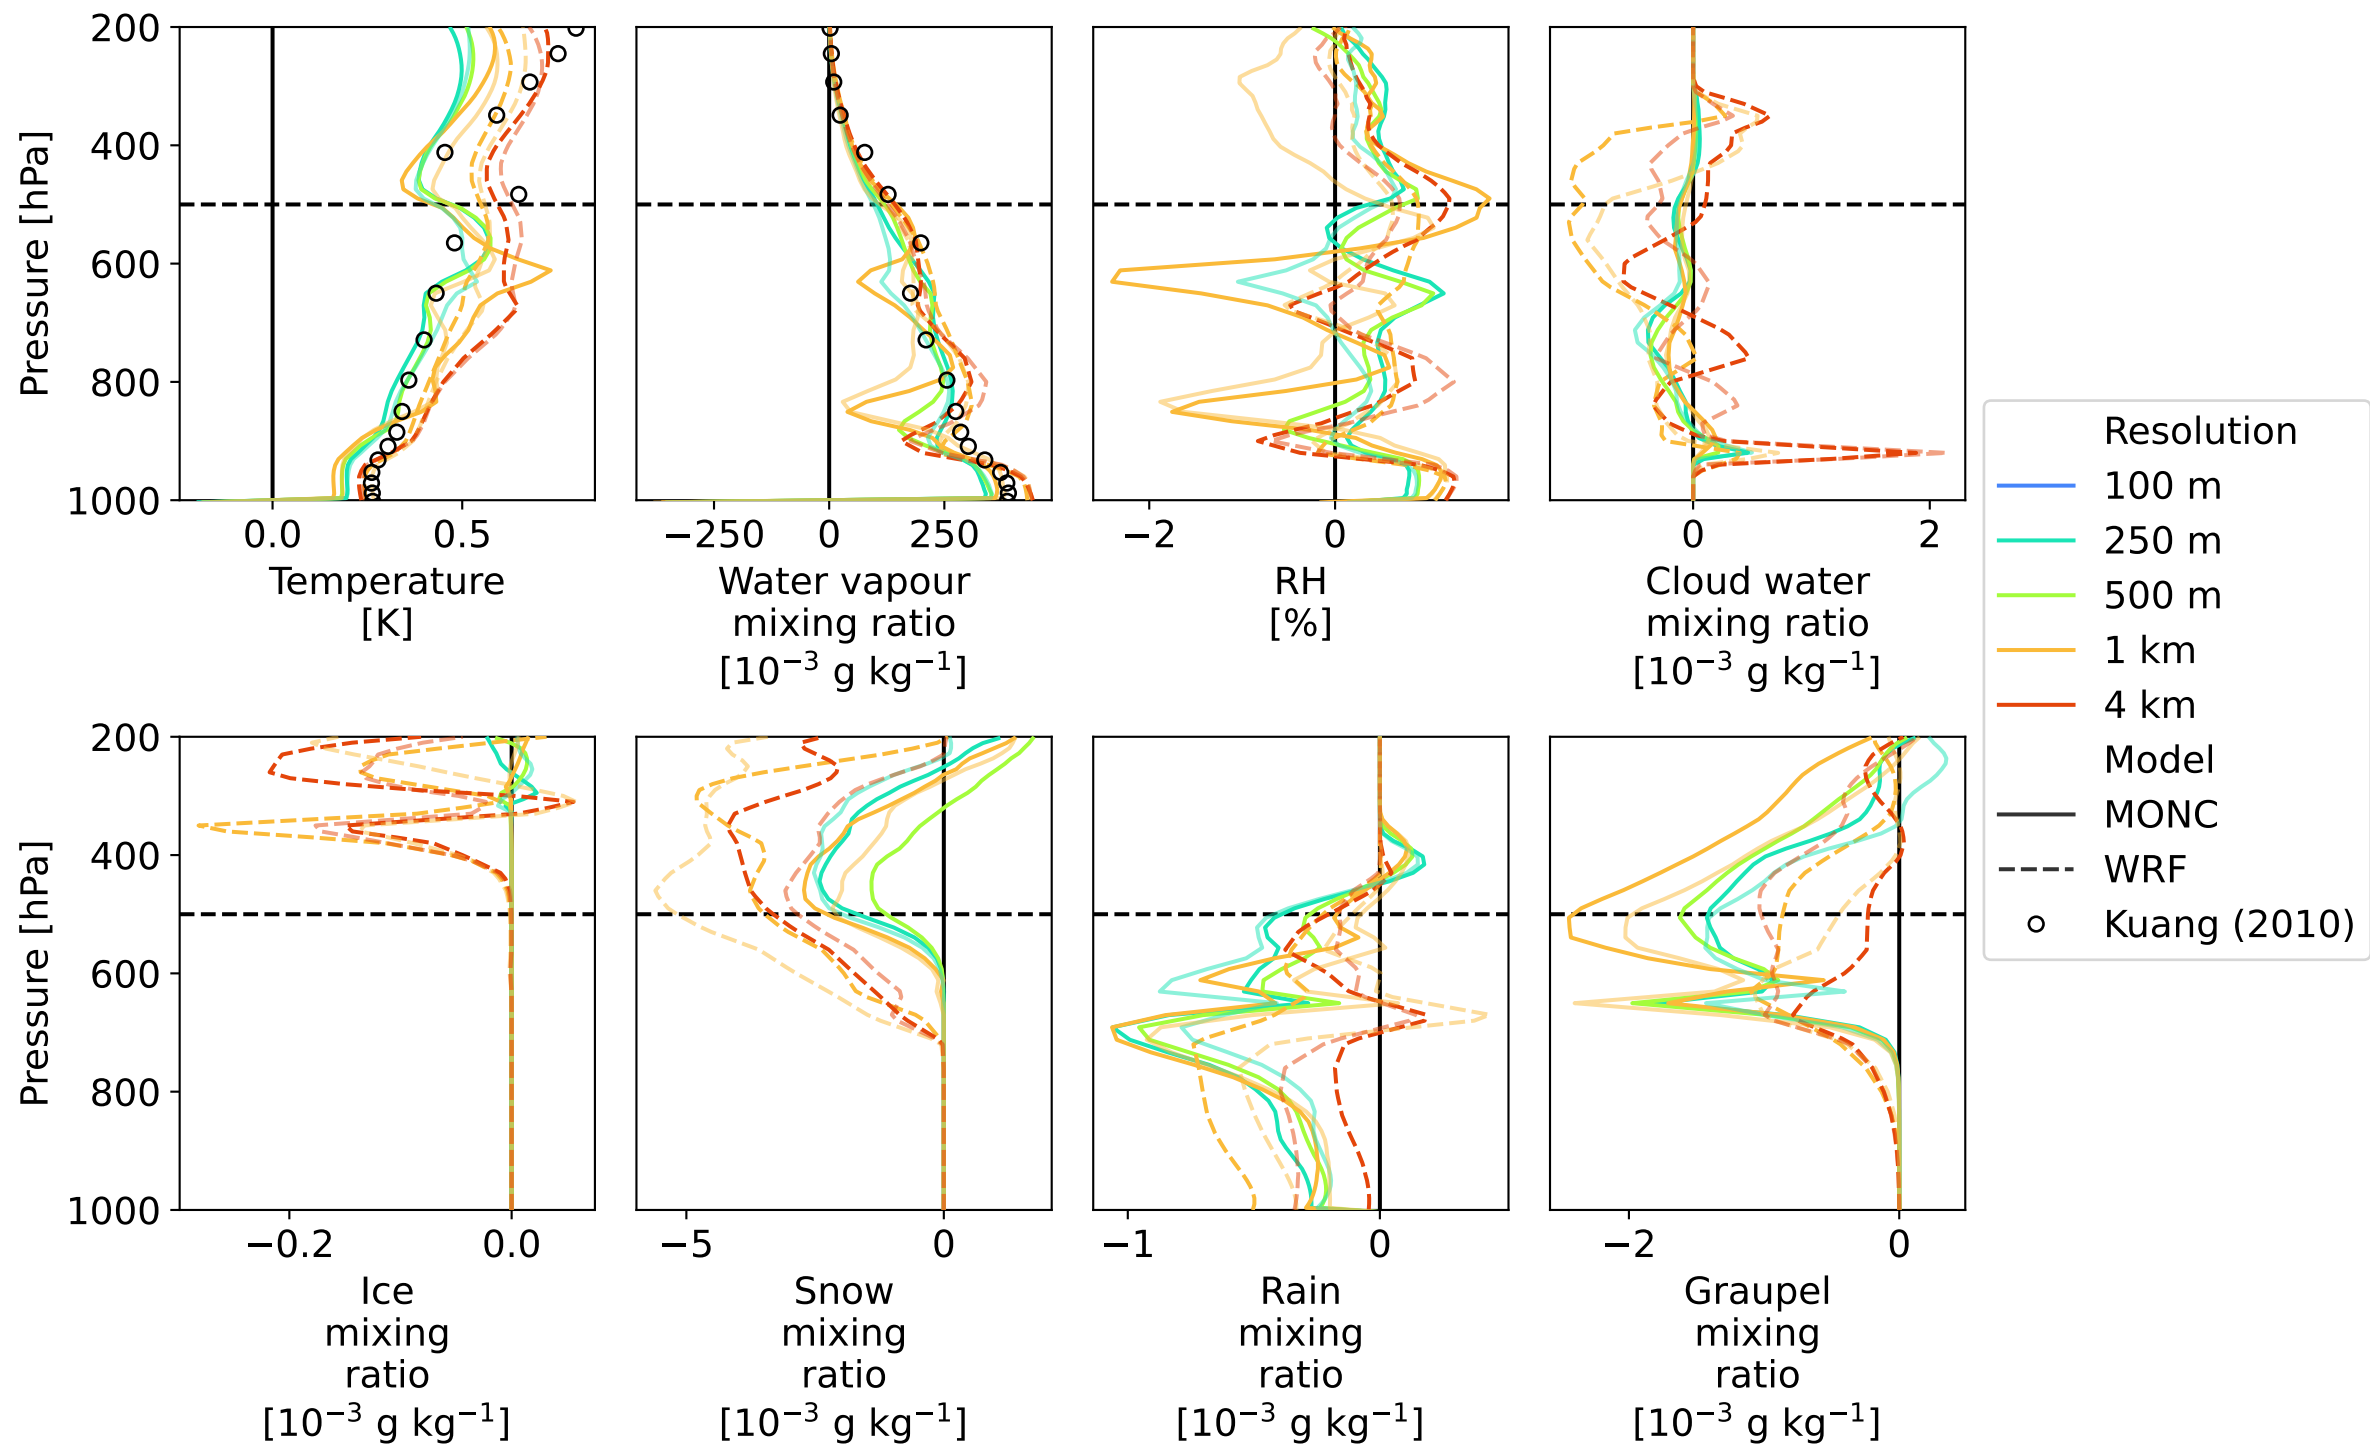 200
400
600
800
1000
Pressure [hPa]
0.0 0.5
Temperature
[K]
−250 0 250
Water vapour
mixing ratio
[10⁻³ g kg⁻¹]
−2 0
RH
[%]
0 2
Cloud water
mixing ratio
[10⁻³ g kg⁻¹]
Resolution
100 m
250 m
500 m
1 km
4 km
Model
MONC
WRF
Kuang (2010)
200
400
600
800
1000
Pressure [hPa]
−0.2 0.0
Ice
mixing
ratio
[10⁻³ g kg⁻¹]
−5 0
Snow
mixing
ratio
[10⁻³ g kg⁻¹]
−1 0
Rain
mixing
ratio
[10⁻³ g kg⁻¹]
−2 0
Graupel
mixing
ratio
[10⁻³ g kg⁻¹]